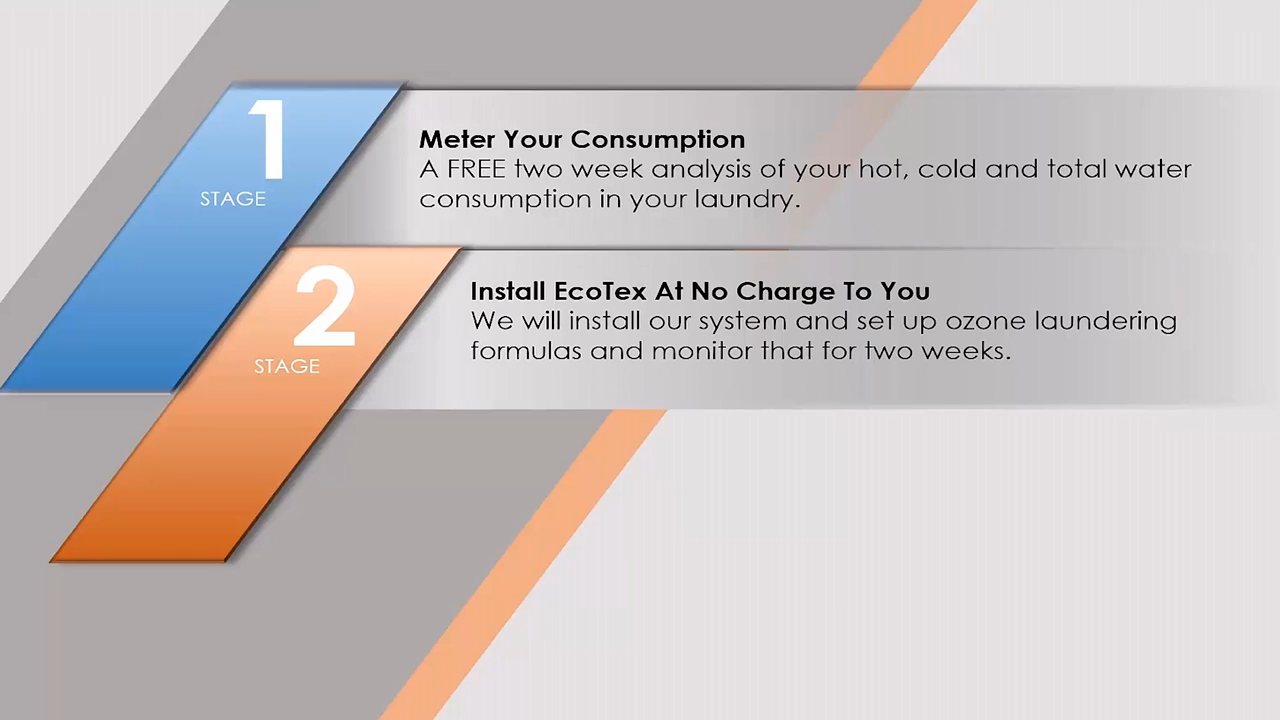 1
STAGE
Meter Your Consumption
A FREE two week analysis of your hot, cold and total water
consumption in your laundry.
2
STAGE
Install EcoTex At No Charge To You
We will install our system and set up ozone laundering
formulas and monitor that for two weeks.